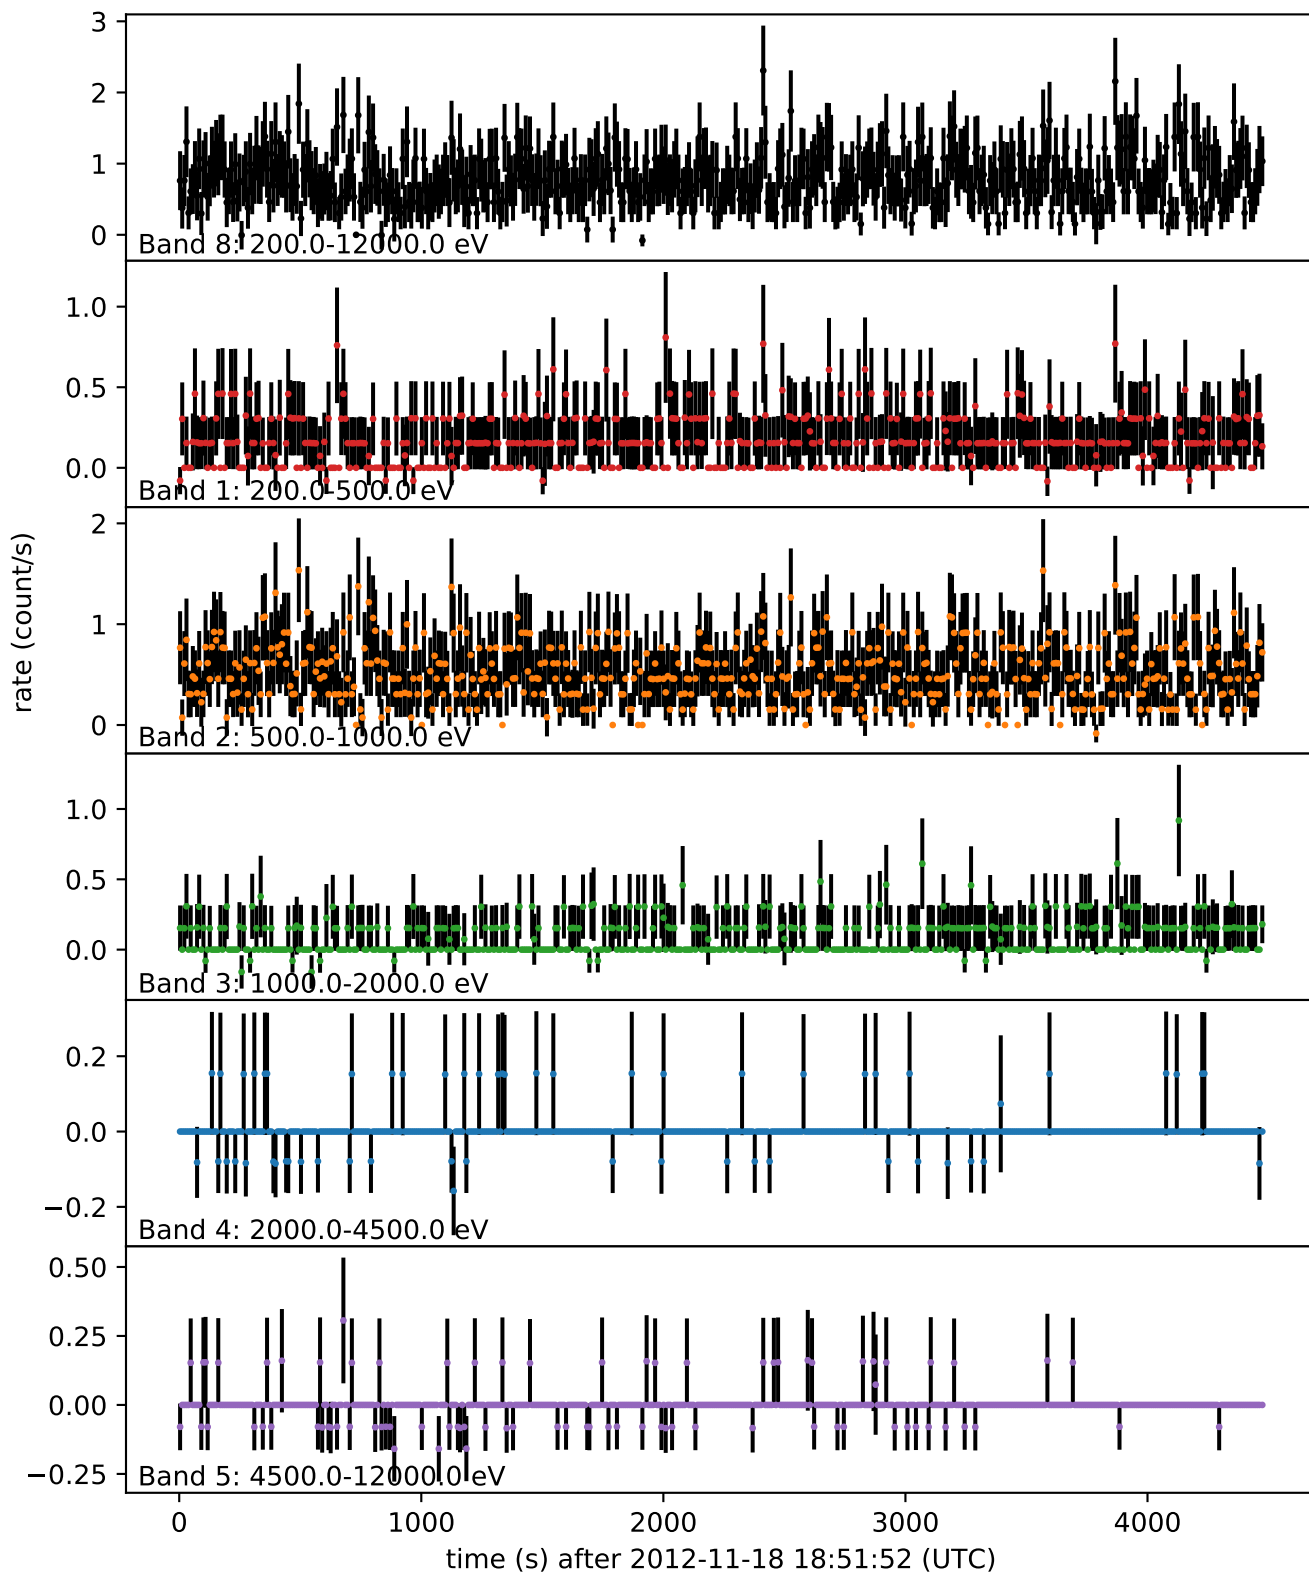 3
2
1
0
Band 8: 200.0-12000.0 eV
1.0
0.5
0.0
Band 1: 200.0-500.0 eV
rate (count/s)
2
1
0
Band 2: 500.0-1000.0 eV
1.0
0.5
0.0
Band 3: 1000.0-2000.0 eV
0.2
0.0
−0.2
Band 4: 2000.0-4500.0 eV
0.50
0.25
0.00
−0.25
Band 5: 4500.0-12000.0 eV
0 1000 2000 3000 4000
time (s) after 2012-11-18 18:51:52 (UTC)